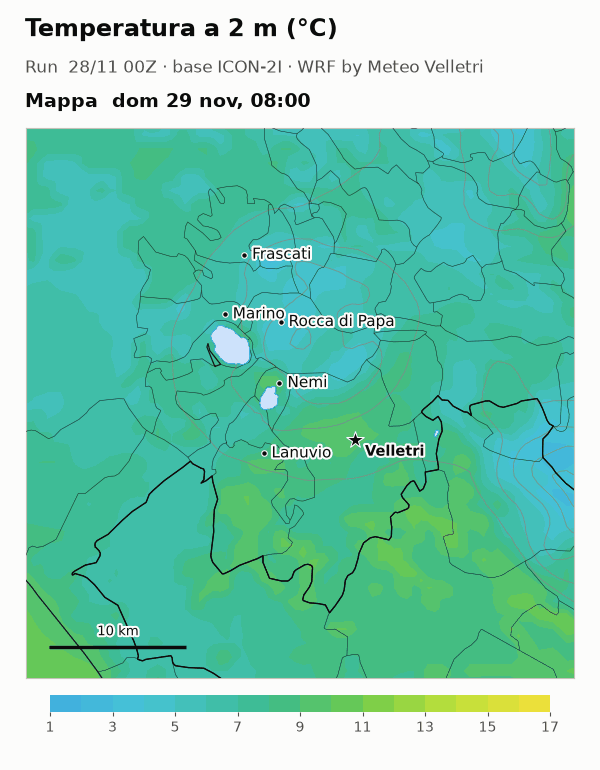 Temperatura a 2 m (°C)
Run  28/11 00Z · base ICON-2I · WRF by Meteo Velletri
Mappa  dom 29 nov, 08:00
Frascati
Marino
Rocca di Papa
Nemi
Velletri
Lanuvio
10 km
1 3 5 7 9 11 13 15 17